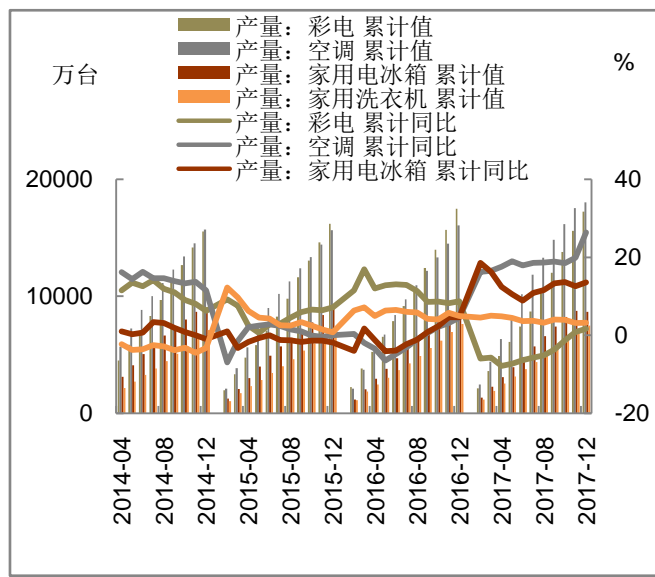 产量：彩电 累计值
产量：空调 累计值
万台
%
产量：家用电冰箱 累计值
产量：家用洗衣机 累计值
产量：彩电 累计同比
产量：空调 累计同比
产量：家用电冰箱 累计同比
20000
10000
0
40
20
0
-20
2014-04
2014-08
2014-12
2015-04
2015-08
2015-12
2016-04
2016-08
2016-12
2017-04
2017-08
2017-12